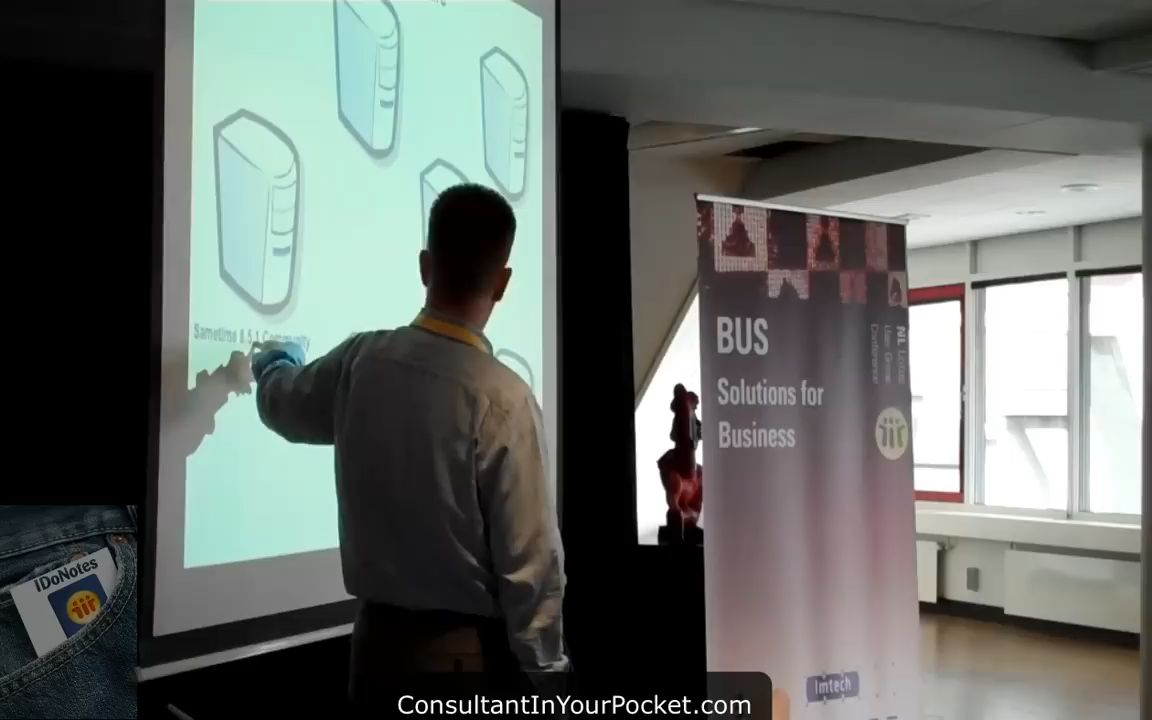 Sametime 8.5.1 Community
BUS
Solutions for
Business
NL Lotus
User Group
Conference
IDoNotes
Imtech
ConsultantInYourPocket.com